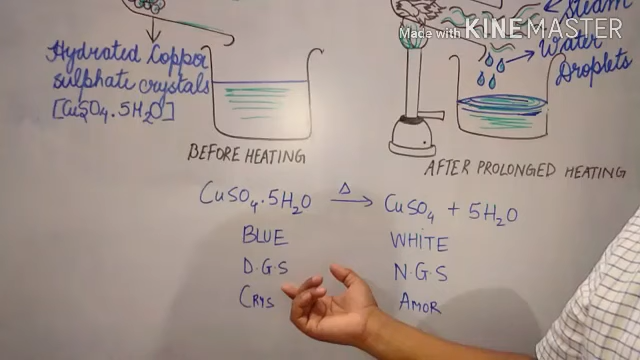 Made with KINEMASTER
Steam
Water
Droplets
Hydrated Coppor
sulphate crystals
[CuSO4.5H2O]
BEFORE HEATING
AFTER PROLONGED HEATING
CuSO4.5H2O Δ→ CuSO4 + 5H2O
BLUE WHITE
D.G.S N.G.S
CRYS AMOR